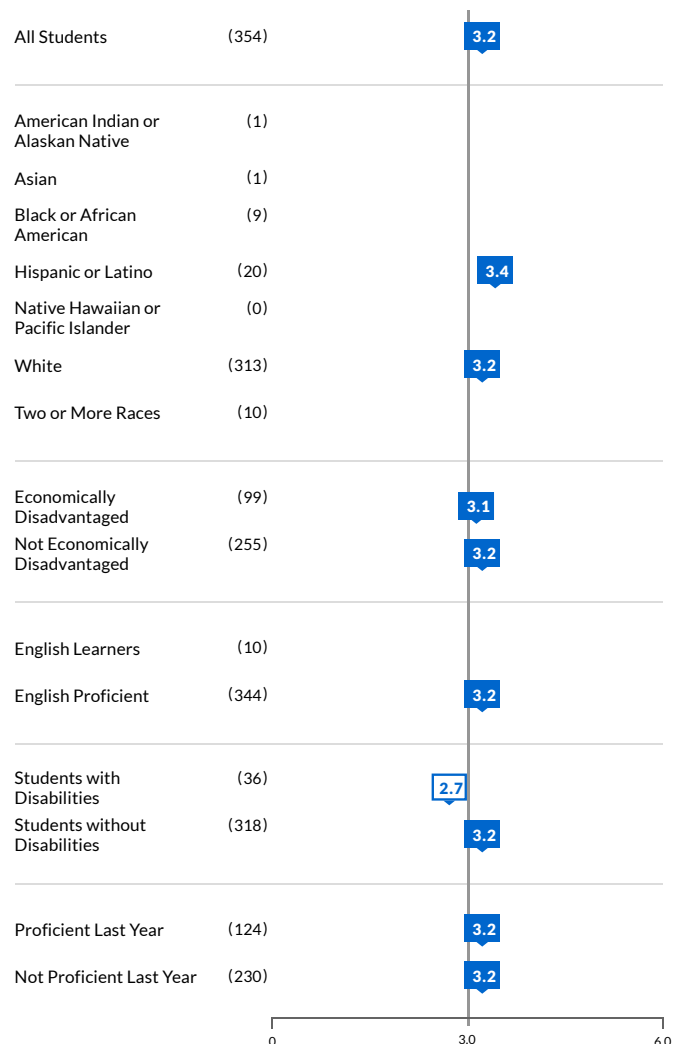 All Students (354) 3.2
American Indian or (1)
Alaskan Native
Asian (1)
Black or African (9)
American
Hispanic or Latino (20) 3.4
Native Hawaiian or (0)
Pacific Islander
White (313) 3.2
Two or More Races (10)
Economically (99) 3.1
Disadvantaged
Not Economically (255) 3.2
Disadvantaged
English Learners (10)
English Proficient (344) 3.2
Students with (36) 2.7
Disabilities
Students without (318) 3.2
Disabilities
Proficient Last Year (124) 3.2
Not Proficient Last Year (230) 3.2
0 3.0 6.0